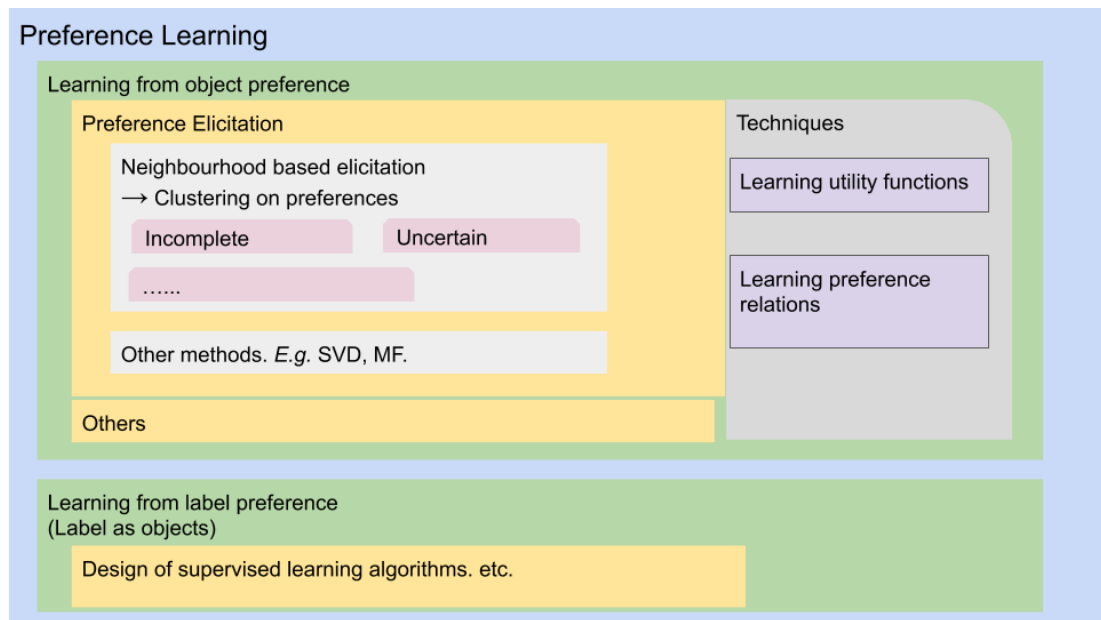 Preference Learning
Learning from object preference
Preference Elicitation
Neighbourhood based elicitation
→ Clustering on preferences
Incomplete
Uncertain
…...
Other methods. E.g. SVD, MF.
Others
Techniques
Learning utility functions
Learning preference
relations
Learning from label preference
(Label as objects)
Design of supervised learning algorithms. etc.